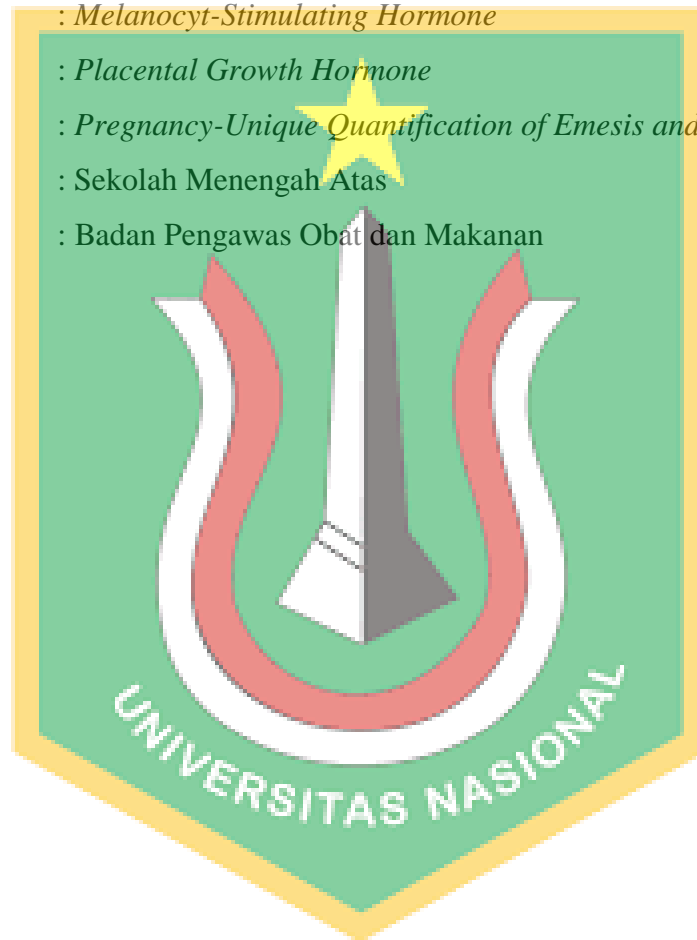 : Melanocyt-Stimulating Hormone
: Placental Growth Hormone
: Pregnancy-Unique Quantification of Emesis and
: Sekolah Menengah Atas
: Badan Pengawas Obat dan Makanan
UNIVERSITAS NASIONAL